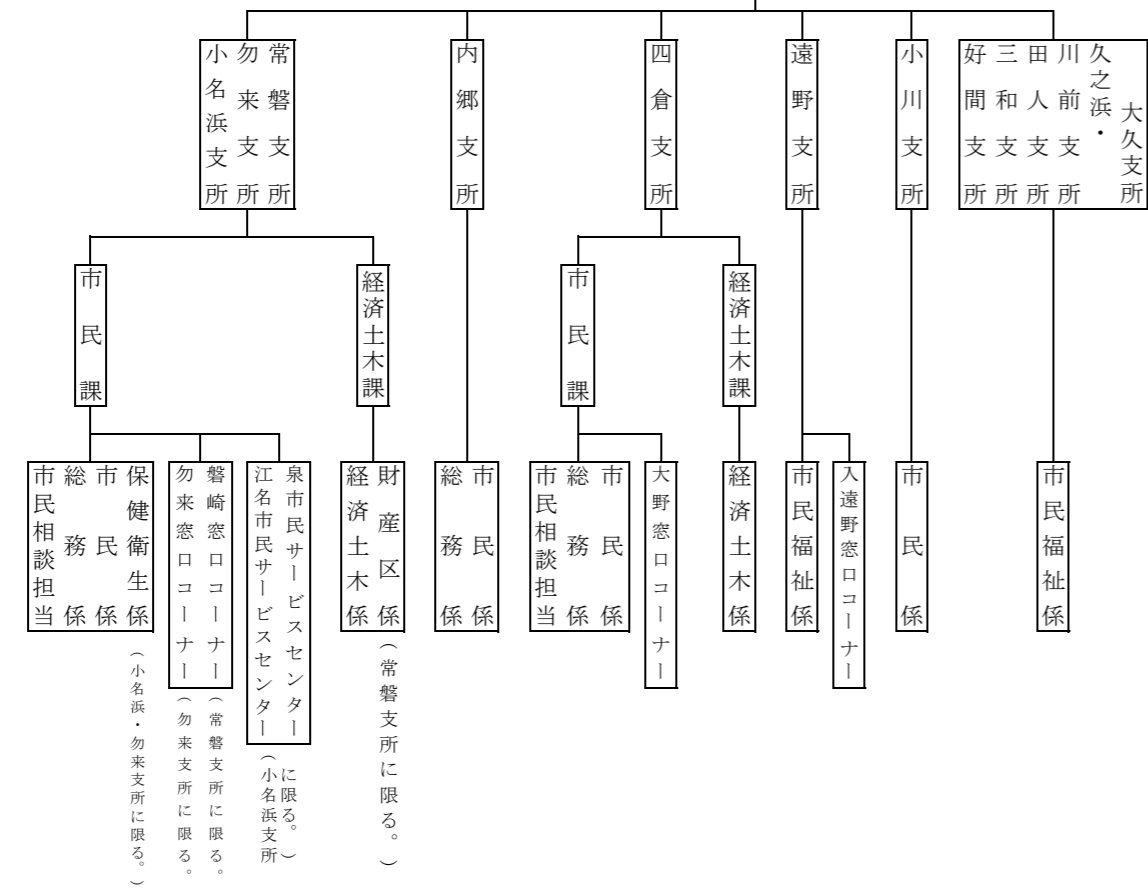 常磐支所
勿来支所
小名浜支所
内郷支所
四倉支所
遠野支所
小川支所
久之浜・
大久支所
川前支所
田人支所
三和支所
好間支所
市民課
経済土木課
市民課
経済土木課
保健衛生係（小名浜・勿来支所に限る。）
市民係
総務係
市民相談担当
磐崎窓口コーナー（常磐支所に限る。
勿来窓口コーナー（勿来支所に限る。
泉市民サービスセンター
江名市民サービスセンター
（小名浜支所
に限る。）
財産区係（常磐支所に限る。）
経済土木係
市民係
総務係
市民係
総務係
市民相談担当
大野窓口コーナー
経済土木係
市民福祉係
入遠野窓口コーナー
市民係
市民福祉係